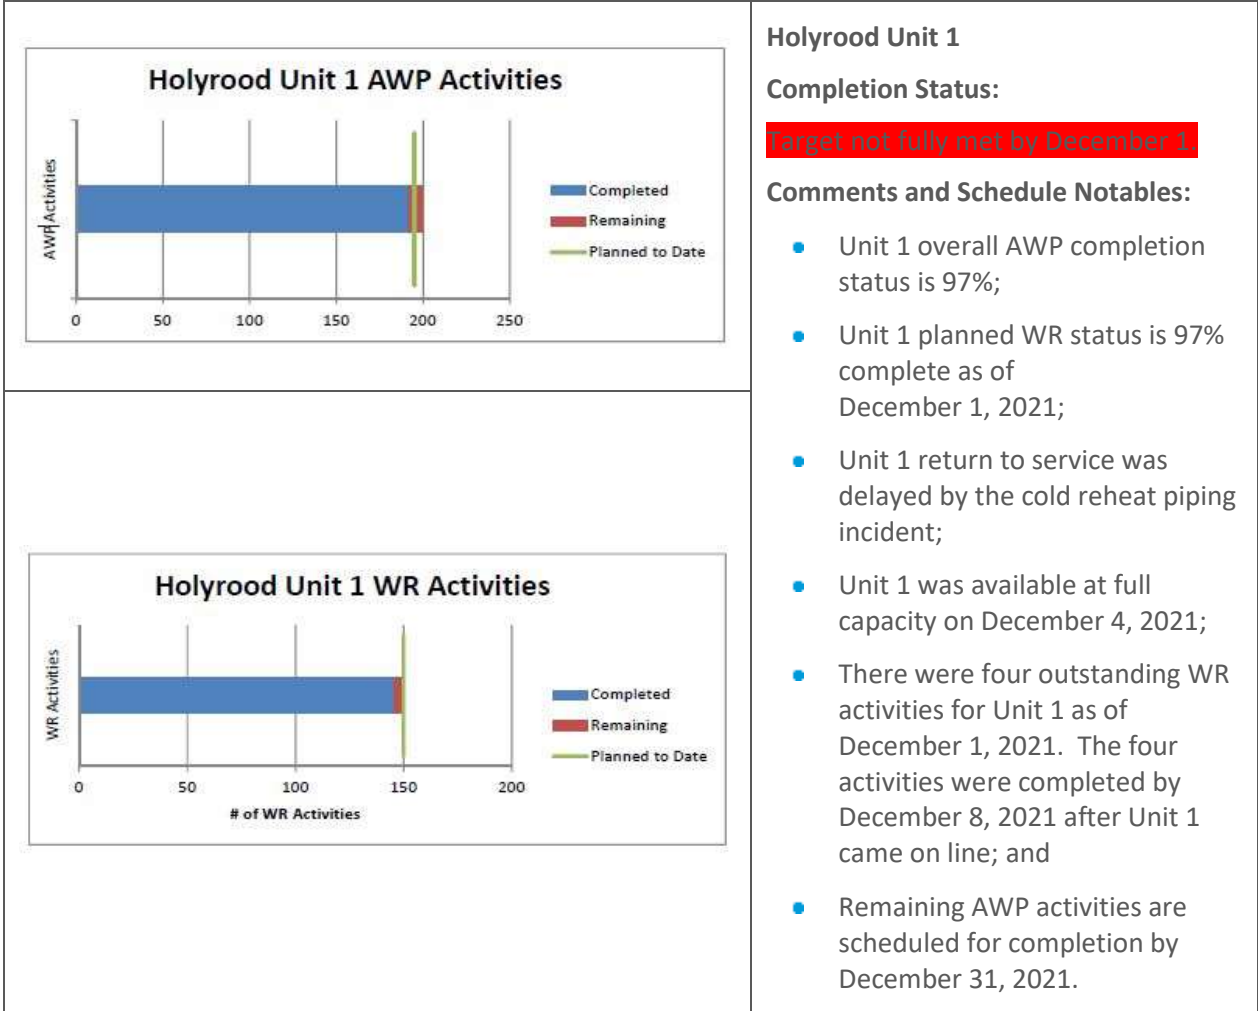 Holyrood Unit 1 AWP Activities
AWP Activities
Completed
Remaining
Planned to Date
0 50 100 150 200 250
Holyrood Unit 1 WR Activities
WR Activities
Completed
Remaining
Planned to Date
0 50 100 150 200
# of WR Activities
Holyrood Unit 1
Completion Status:
Target not fully met by December 1.
Comments and Schedule Notables:
• Unit 1 overall AWP completion
status is 97%;
• Unit 1 planned WR status is 97%
complete as of
December 1, 2021;
• Unit 1 return to service was
delayed by the cold reheat piping
incident;
• Unit 1 was available at full
capacity on December 4, 2021;
• There were four outstanding WR
activities for Unit 1 as of
December 1, 2021. The four
activities were completed by
December 8, 2021 after Unit 1
came on line; and
• Remaining AWP activities are
scheduled for completion by
December 31, 2021.